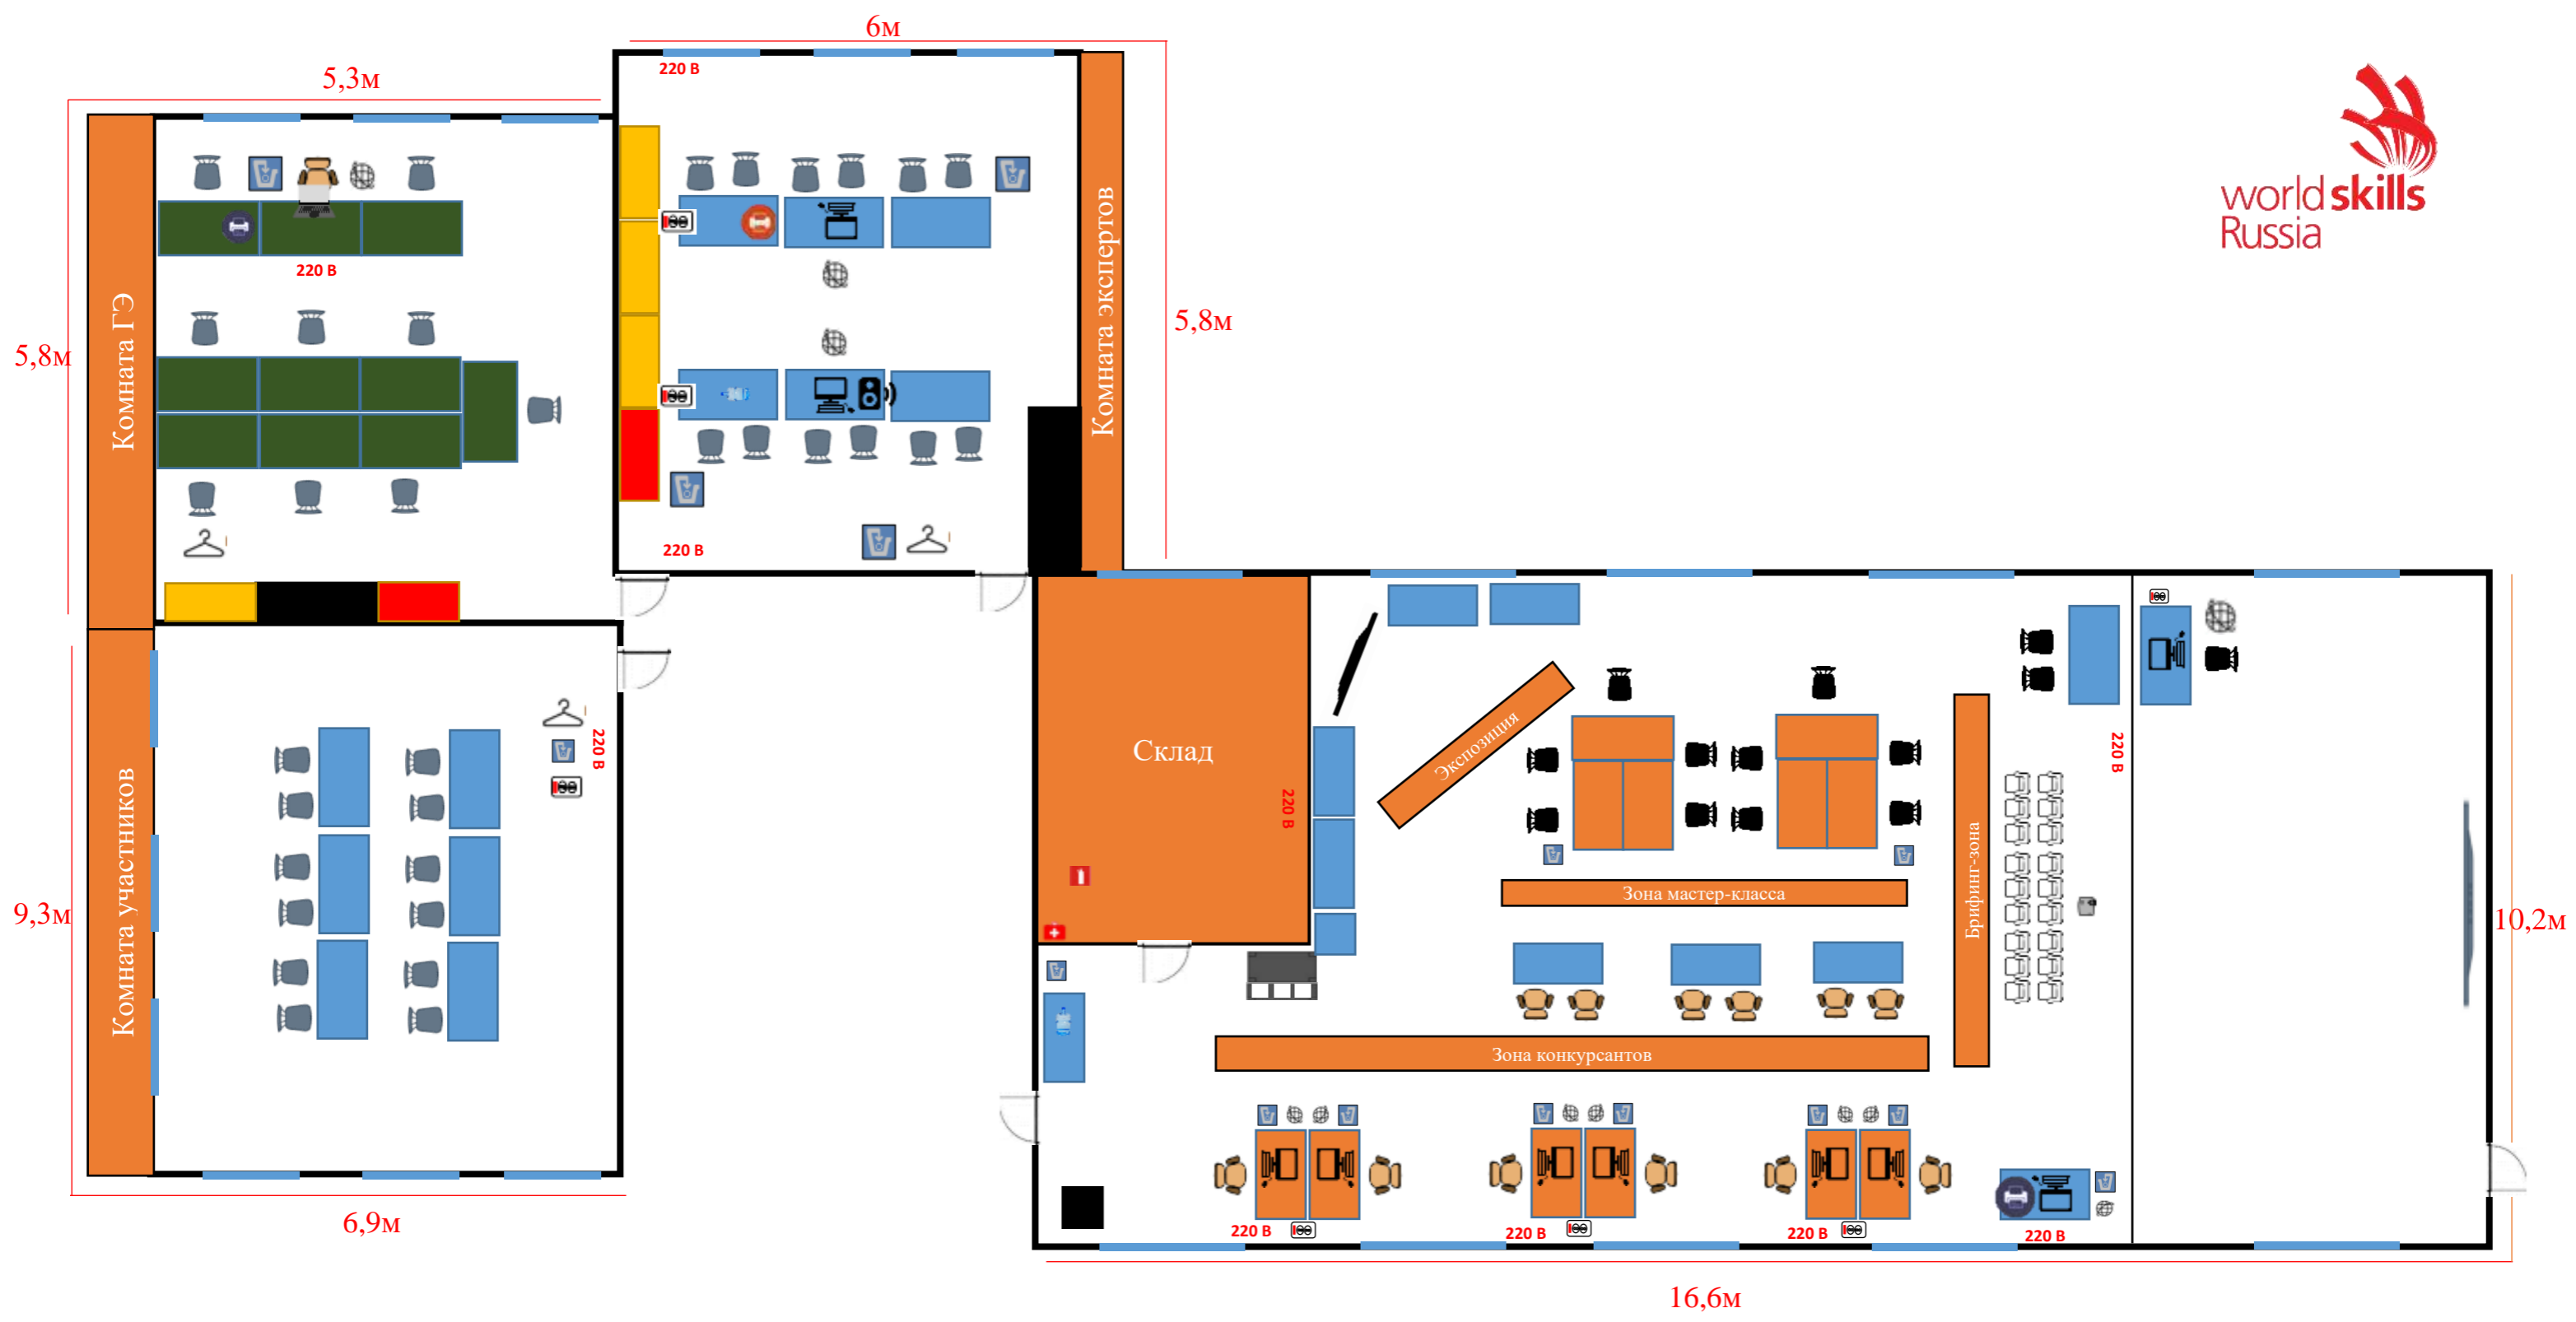 6м
5,3м
220 В
world skills
Russia
Комната ГЭ
220 В
Комната экспертов
5,8м
5,8м
220 В
Комната участников
220 В
9,3м
6,9м
Склад
220 В
Экспозиция
220 В
Зона мастер-класса
Брифинг-зона
10,2м
Зона конкурсантов
220 В
220 В
220 В
220 В
16,6м